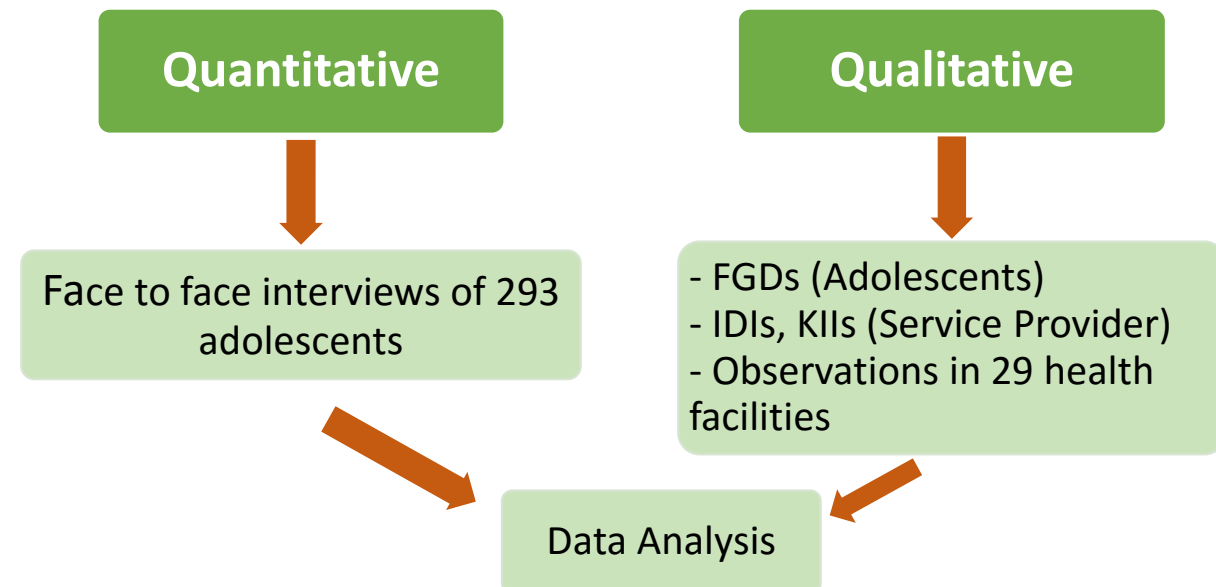 Quantitative
Qualitative
Face to face interviews of 293
adolescents
- FGDs (Adolescents)
- IDIs, KIIs (Service Provider)
- Observations in 29 health
facilities
Data Analysis